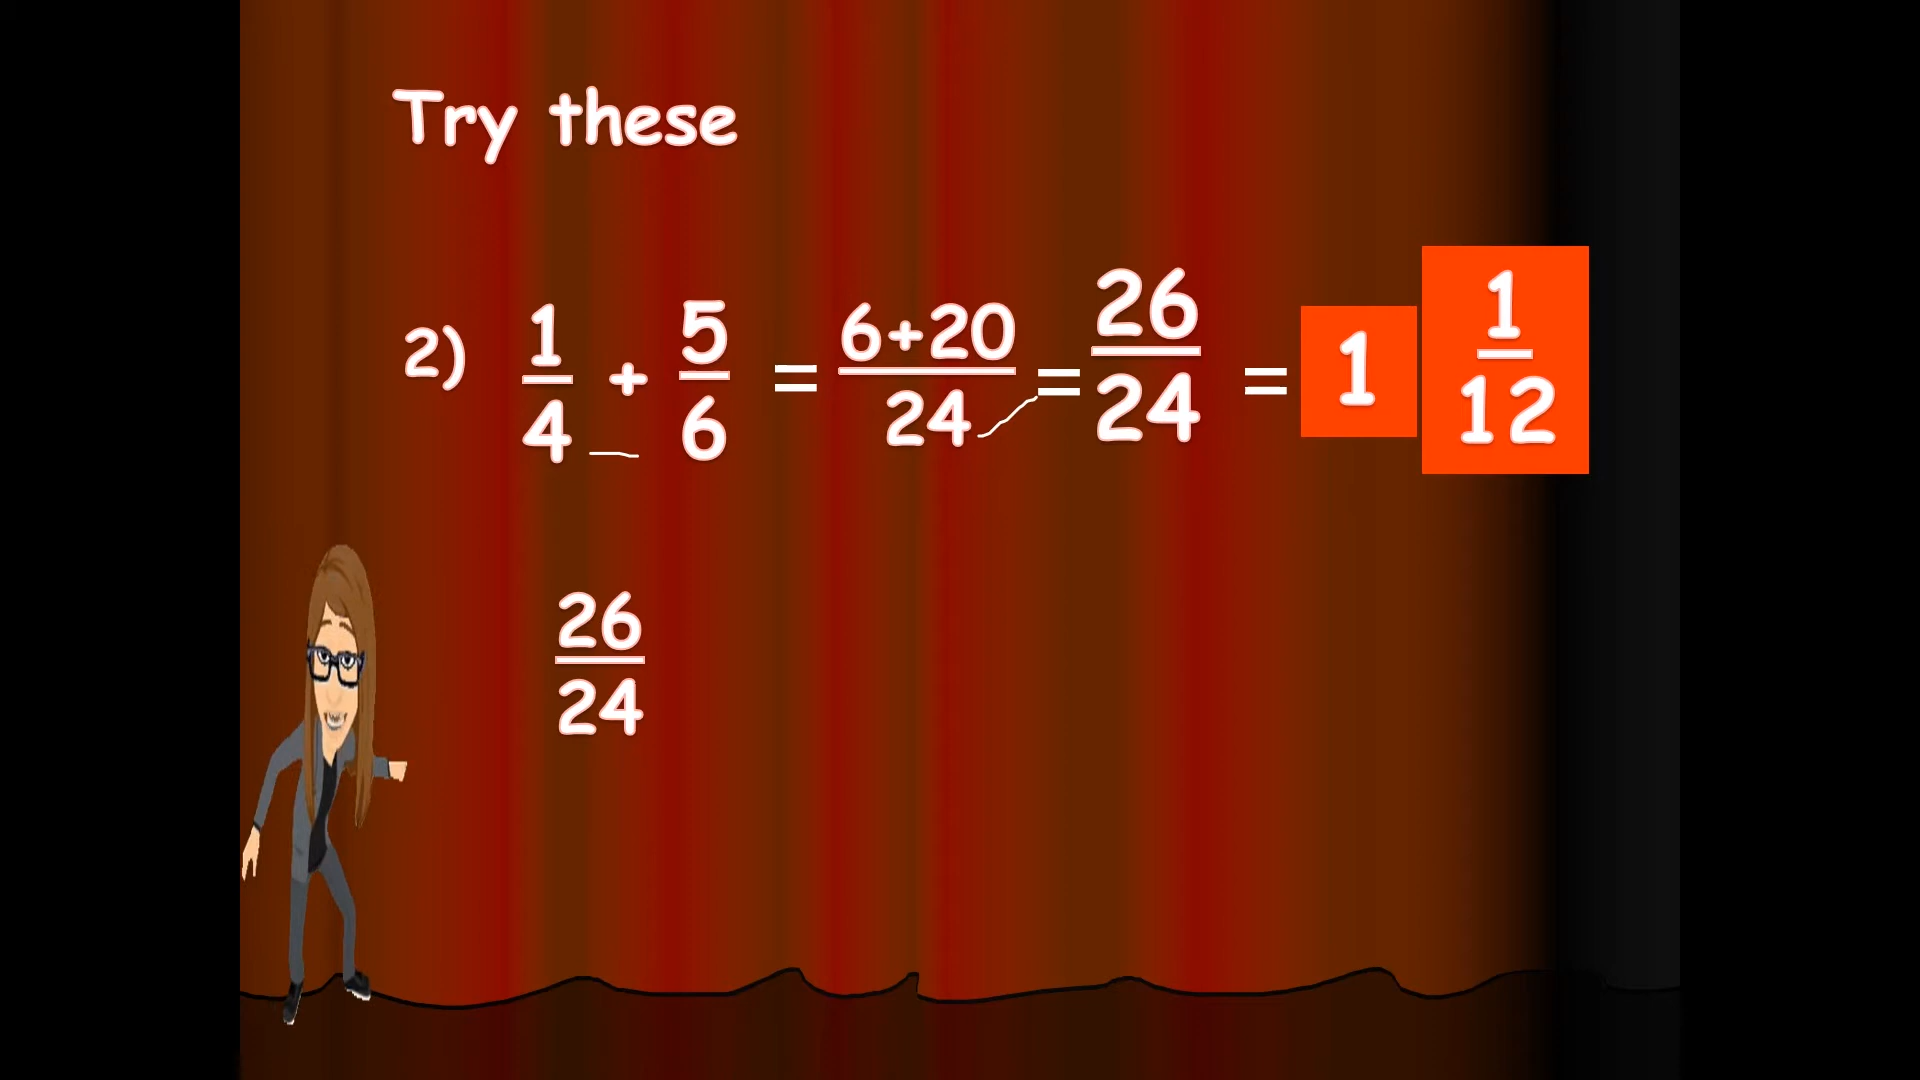 Try these
2) 1/4 + 5/6 = 6+20/24 = 26/24 = 1 1/12
26/24